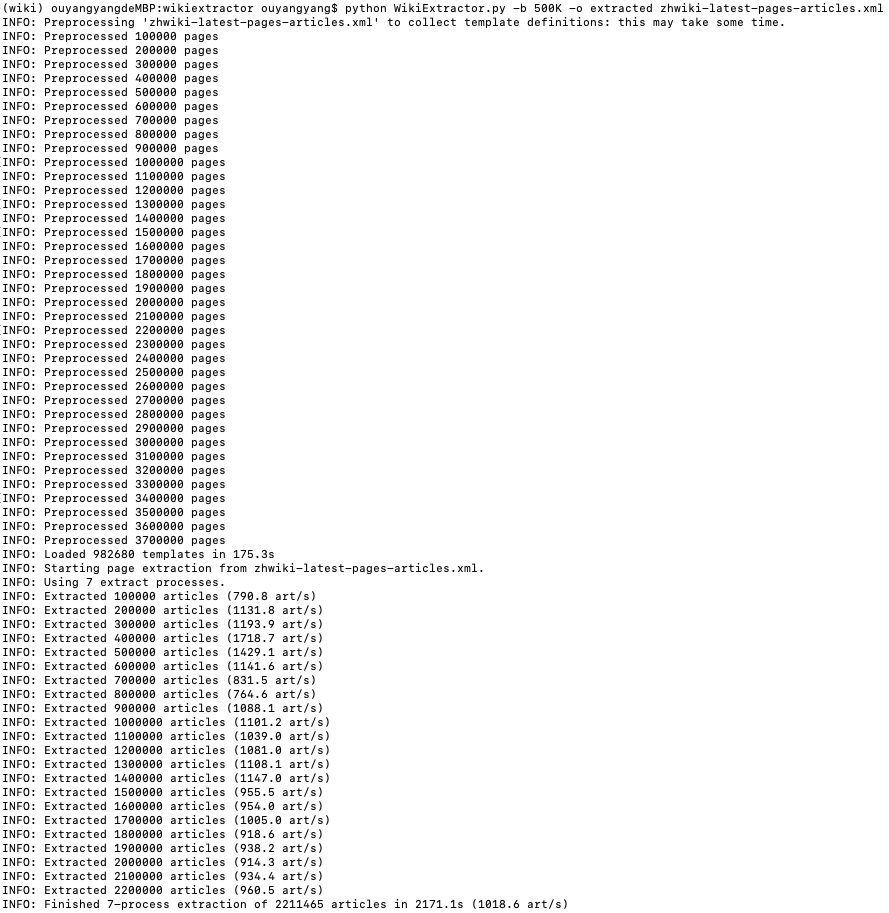 (wiki) ouyangyangdeMBP:wikiextractor ouyangyang$ python WikiExtractor.py -b 500K -o extracted zhwiki-latest-pages-articles.xml
INFO: Preprocessing 'zhwiki-latest-pages-articles.xml' to collect template definitions: this may take some time.
INFO: Preprocessed 100000 pages
INFO: Preprocessed 200000 pages
INFO: Preprocessed 300000 pages
INFO: Preprocessed 400000 pages
INFO: Preprocessed 500000 pages
INFO: Preprocessed 600000 pages
INFO: Preprocessed 700000 pages
INFO: Preprocessed 800000 pages
INFO: Preprocessed 900000 pages
INFO: Preprocessed 1000000 pages
INFO: Preprocessed 1100000 pages
INFO: Preprocessed 1200000 pages
INFO: Preprocessed 1300000 pages
INFO: Preprocessed 1400000 pages
INFO: Preprocessed 1500000 pages
INFO: Preprocessed 1600000 pages
INFO: Preprocessed 1700000 pages
INFO: Preprocessed 1800000 pages
INFO: Preprocessed 1900000 pages
INFO: Preprocessed 2000000 pages
INFO: Preprocessed 2100000 pages
INFO: Preprocessed 2200000 pages
INFO: Preprocessed 2300000 pages
INFO: Preprocessed 2400000 pages
INFO: Preprocessed 2500000 pages
INFO: Preprocessed 2600000 pages
INFO: Preprocessed 2700000 pages
INFO: Preprocessed 2800000 pages
INFO: Preprocessed 2900000 pages
INFO: Preprocessed 3000000 pages
INFO: Preprocessed 3100000 pages
INFO: Preprocessed 3200000 pages
INFO: Preprocessed 3300000 pages
INFO: Preprocessed 3400000 pages
INFO: Preprocessed 3500000 pages
INFO: Preprocessed 3600000 pages
INFO: Preprocessed 3700000 pages
INFO: Loaded 982680 templates in 175.3s
INFO: Starting page extraction from zhwiki-latest-pages-articles.xml.
INFO: Using 7 extract processes.
INFO: Extracted 100000 articles (790.8 art/s)
INFO: Extracted 200000 articles (1131.8 art/s)
INFO: Extracted 300000 articles (1193.9 art/s)
INFO: Extracted 400000 articles (1718.7 art/s)
INFO: Extracted 500000 articles (1429.1 art/s)
INFO: Extracted 600000 articles (1141.6 art/s)
INFO: Extracted 700000 articles (831.5 art/s)
INFO: Extracted 800000 articles (764.6 art/s)
INFO: Extracted 900000 articles (1088.1 art/s)
INFO: Extracted 1000000 articles (1101.2 art/s)
INFO: Extracted 1100000 articles (1039.0 art/s)
INFO: Extracted 1200000 articles (1081.0 art/s)
INFO: Extracted 1300000 articles (1108.1 art/s)
INFO: Extracted 1400000 articles (1147.0 art/s)
INFO: Extracted 1500000 articles (955.5 art/s)
INFO: Extracted 1600000 articles (954.0 art/s)
INFO: Extracted 1700000 articles (1005.0 art/s)
INFO: Extracted 1800000 articles (918.6 art/s)
INFO: Extracted 1900000 articles (938.2 art/s)
INFO: Extracted 2000000 articles (914.3 art/s)
INFO: Extracted 2100000 articles (934.4 art/s)
INFO: Extracted 2200000 articles (960.5 art/s)
INFO: Finished 7-process extraction of 2211465 articles in 2171.1s (1018.6 art/s)